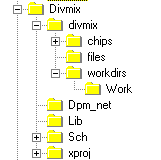 Divmix
divmix
chips
files
workdirs
Work
Dpm_net
Lib
Sch
xproj